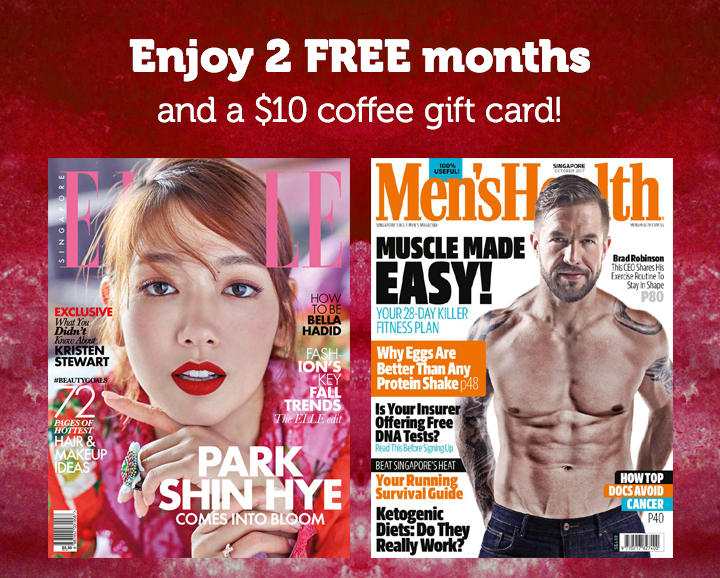 Enjoy 2 FREE months
and a $10 coffee gift card!
SINGAPORE
ELLE
EXCLUSIVE
What You
Didn't
Know About
KRISTEN
STEWART
#BEAUTYGOALS
72
PAGES OF
HOTTEST
HAIR &
MAKEUP
IDEAS
HOW
TO BE
BELLA
HADID
FASH-
ION'S
KEY
FALL
TRENDS
The ELLE edit
PARK
SHIN HYE
COMES INTO BLOOM
100%
USEFUL!
SINGAPORE
OCTOBER 2017
Men'sHealth
MUSCLE MADE
EASY!
YOUR 28-DAY KILLER
FITNESS PLAN
Brad Robinson
This CEO Shares His
Exercise Routine To
Stay In Shape
P80
Why Eggs Are
Better Than Any
Protein Shake p48
Is Your Insurer
Offering Free
DNA Tests?
Read This Before Signing Up
BEAT SINGAPORE'S HEAT
Your Running
Survival Guide
Ketogenic
Diets: Do They
Really Work?
HOW TOP
DOCS AVOID
CANCER
P40